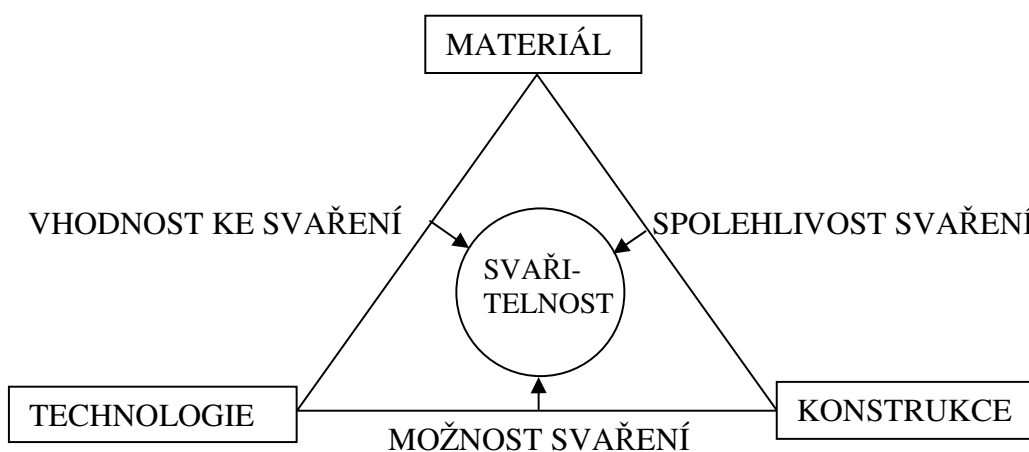 MATERIÁL
VHODNOST KE SVAŘENÍ
SPOLEHLIVOST SVAŘENÍ
SVAŘI-
TELNOST
TECHNOLOGIE
KONSTRUKCE
MOŽNOST SVAŘENÍ